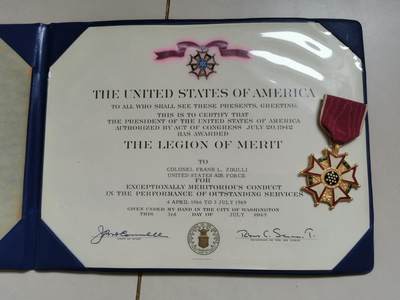 THE UNITED STATES OF AMERICA
TO ALL WHO SHALL SEE THESE PRESENTS, GREETING:
THIS IS TO CERTIFY THAT
THE PRESIDENT OF THE UNITED STATES OF AMERICA
AUTHORIZED BY ACT OF CONGRESS JULY 20, 1942
HAS AWARDED
THE LEGION OF MERIT
TO
COLONEL FRANK L. ZIRILLI
UNITED STATES AIR FORCE
FOR
EXCEPTIONALLY MERITORIOUS CONDUCT
IN THE PERFORMANCE OF OUTSTANDING SERVICES
4 APRIL 1966 TO 3 JULY 1969
GIVEN UNDER MY HAND IN THE CITY OF WASHINGTON
THIS DAY OF JULY